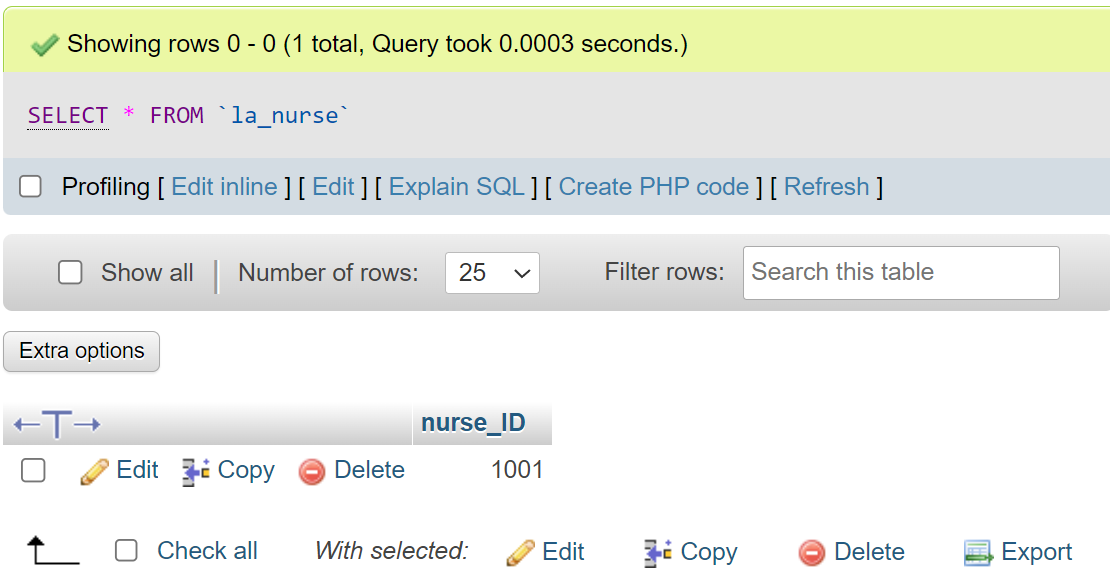 Showing rows 0 - 0 (1 total, Query took 0.0003 seconds.)
SELECT * FROM `la_nurse`
Profiling [ Edit inline ] [ Edit ] [ Explain SQL ] [ Create PHP code ] [ Refresh ]
Show all | Number of rows: 25 Filter rows: Search this table
Extra options
←T→ nurse_ID
Edit Copy Delete 1001
Check all With selected: Edit Copy Delete Export